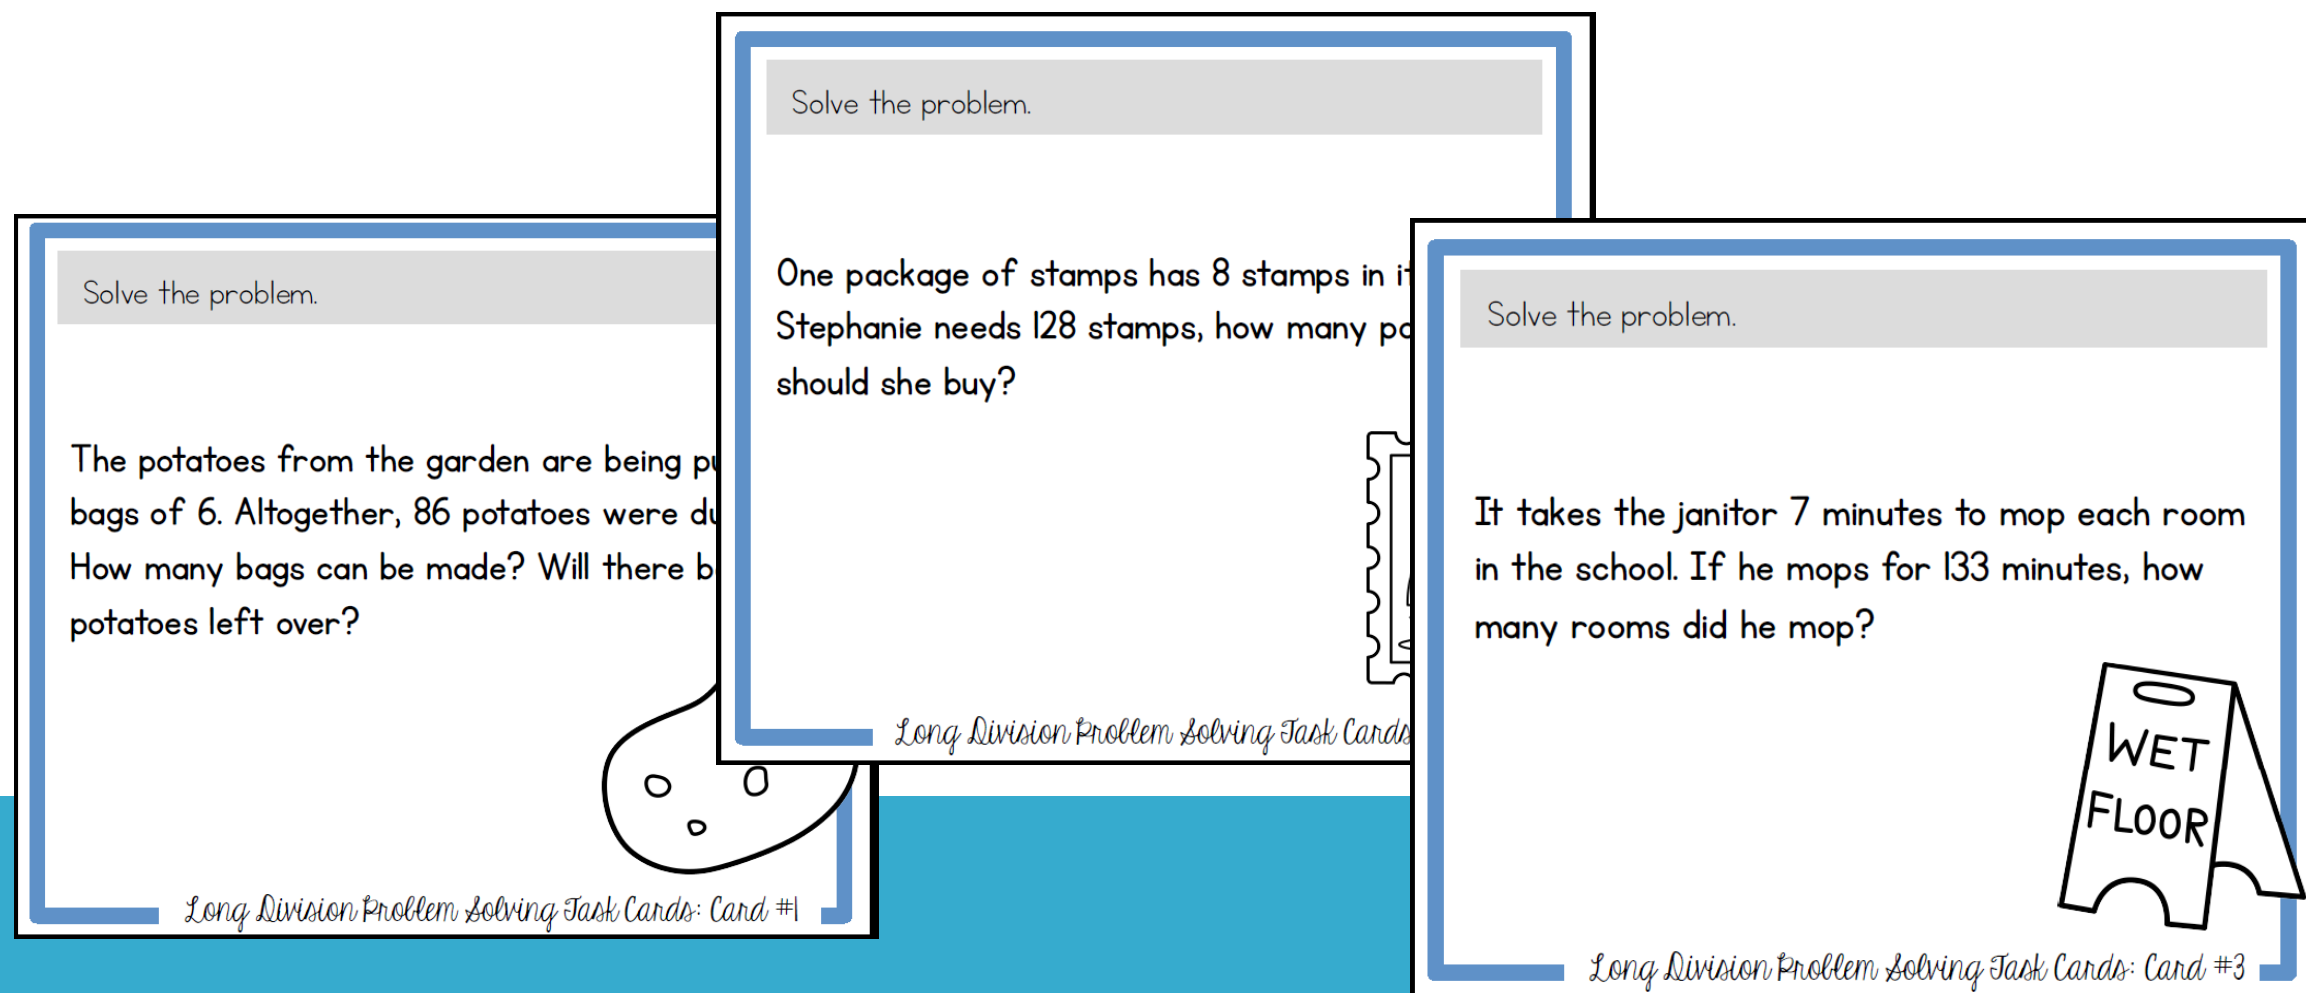 Solve the problem.
The potatoes from the garden are being
bags of 6. Altogether, 86 potatoes were
How many bags can be made? Will there
potatoes left over?
Long Division Problem Solving Task Cards: Card #1
Solve the problem.
One package of stamps has 8 stamps in
Stephanie needs 128 stamps, how many
should she buy?
Long Division Problem Solving Task Cards
Solve the problem.
It takes the janitor 7 minutes to mop each room
in the school. If he mops for 133 minutes, how
many rooms did he mop?
WET
FLOOR
Long Division Problem Solving Task Cards: Card #3